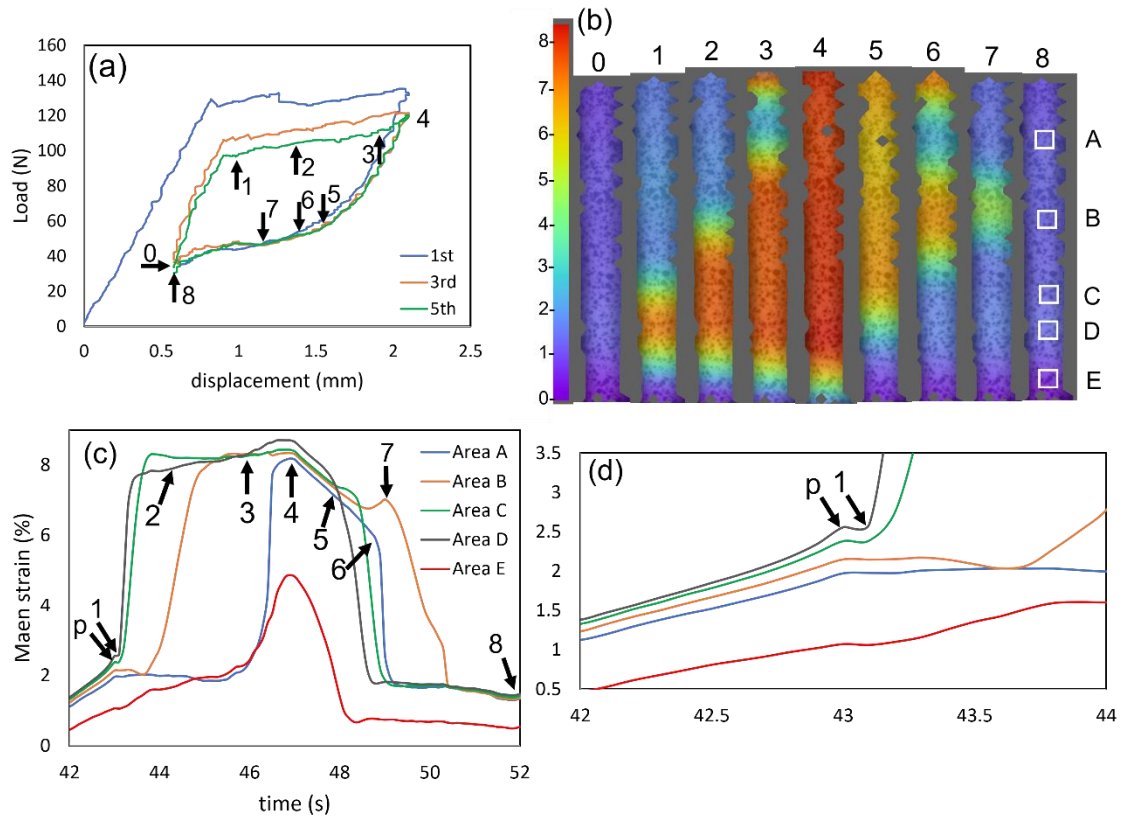 (a)
Load (N)
160
140
120
100
80
60
40
20
0
0
0.5
1
1.5
2
2.5
displacement (mm)
0
1
2
3
4
5
6
7
8
1st
3rd
5th
(b)
8
7
6
5
4
3
2
1
0
0 1 2 3 4 5 6 7 8
A
B
C
D
E
(c)
Maen strain (%)
8
6
4
2
0
42 44 46 48 50 52
time (s)
p
1
2
3
4
5
6
7
8
Area A
Area B
Area C
Area D
Area E
(d)
3.5
3
2.5
2
1.5
1
0.5
42 42.5 43 43.5 44
p 1